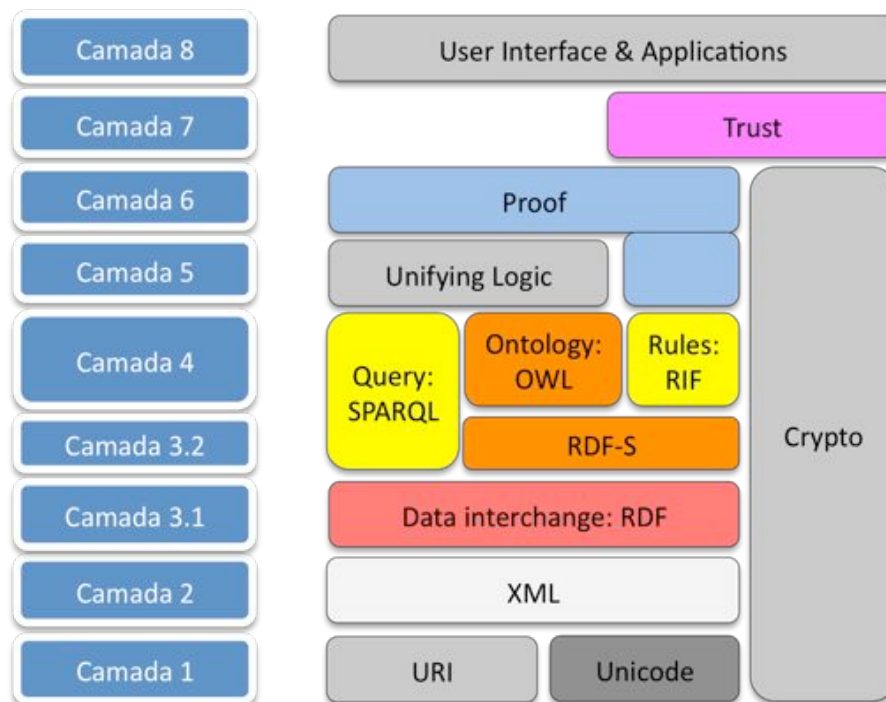 Camada 8
User Interface & Applications
Camada 7
Trust
Camada 6
Proof
Camada 5
Unifying Logic
Camada 4
Query:
SPARQL
Ontology:
OWL
Rules:
RIF
Camada 3.2
RDF-S
Crypto
Camada 3.1
Data interchange: RDF
Camada 2
XML
Camada 1
URI
Unicode